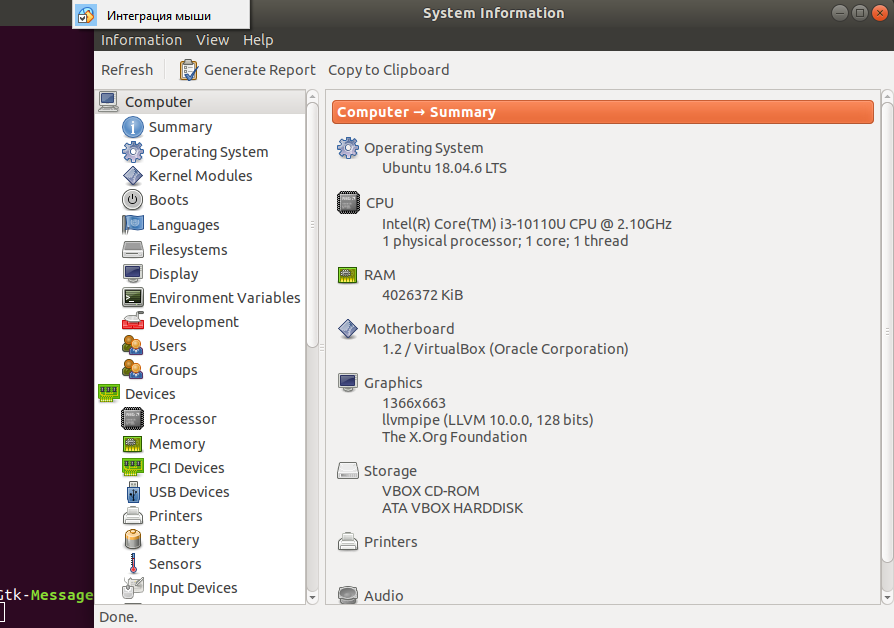 Интеграция мыши
System Information
Information View Help
Refresh Generate Report Copy to Clipboard
Computer
Summary
Operating System
Kernel Modules
Boots
Languages
Filesystems
Display
Environment Variables
Development
Users
Groups
Devices
Processor
Memory
PCI Devices
USB Devices
Printers
Battery
Sensors
Input Devices
Computer → Summary
Operating System
Ubuntu 18.04.6 LTS
CPU
Intel(R) Core(TM) i3-10110U CPU @ 2.10GHz
1 physical processor; 1 core; 1 thread
RAM
4026372 KiB
Motherboard
1.2 / VirtualBox (Oracle Corporation)
Graphics
1366x663
llvmpipe (LLVM 10.0.0, 128 bits)
The X.Org Foundation
Storage
VBOX CD-ROM
ATA VBOX HARDDISK
Printers
Audio
Gtk-Message
Done.